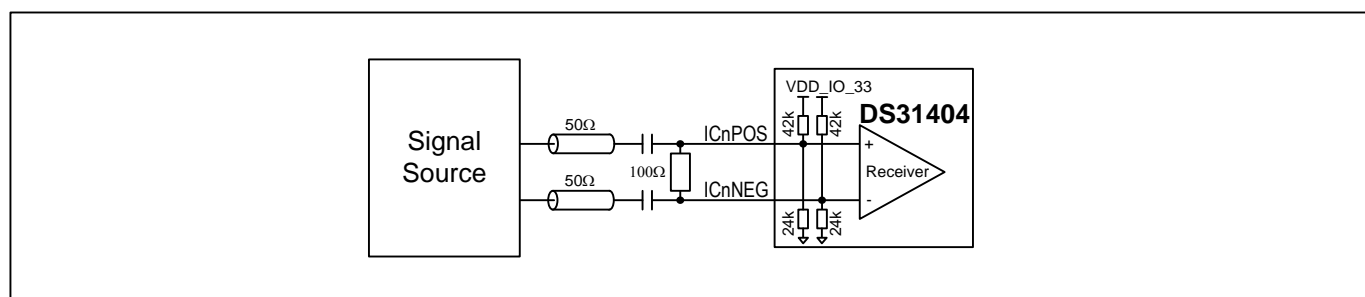 VDD_IO_33
DS31404
Signal
Source
50Ω
ICnPOS
42k
42k
+
Receiver
100Ω
50Ω
ICnNEG
-
24k
24k